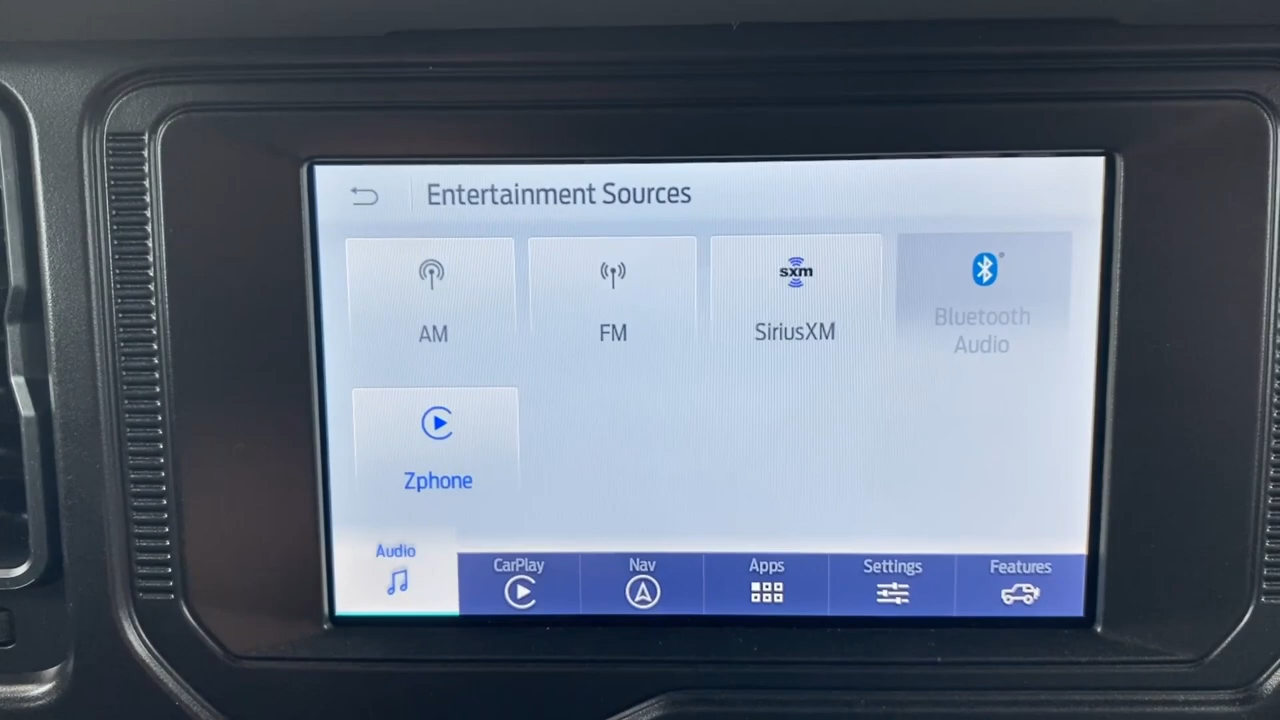 Entertainment Sources
AM
FM
sxm
SiriusXM
Bluetooth
Audio
Zphone
Audio
CarPlay
Nav
Apps
Settings
Features